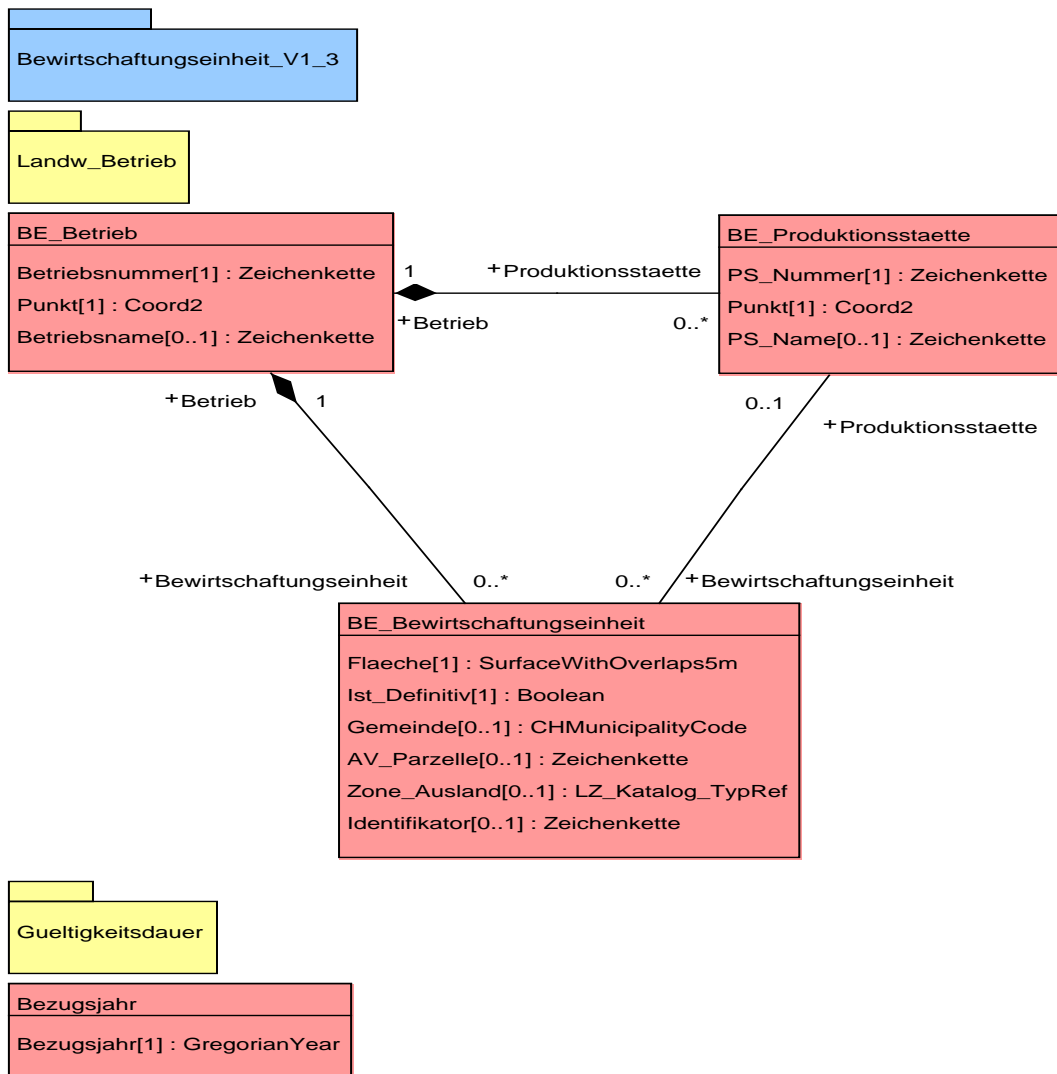 Bewirtschaftungseinheit_V1_3
Landw_Betrieb
BE_Betrieb
Betriebsnummer[1] : Zeichenkette
Punkt[1] : Coord2
Betriebsname[0..1] : Zeichenkette
1
+Produktionsstaette
+Betrieb
0..*
BE_Produktionsstaette
PS_Nummer[1] : Zeichenkette
Punkt[1] : Coord2
PS_Name[0..1] : Zeichenkette
+Betrieb
1
0..1
+Produktionsstaette
+Bewirtschaftungseinheit
0..*
0..*
+Bewirtschaftungseinheit
BE_Bewirtschaftungseinheit
Flaeche[1] : SurfaceWithOverlaps5m
Ist_Definitiv[1] : Boolean
Gemeinde[0..1] : CHMunicipalityCode
AV_Parzelle[0..1] : Zeichenkette
Zone_Ausland[0..1] : LZ_Katalog_TypRef
Identifikator[0..1] : Zeichenkette
Gueltigkeitsdauer
Bezugsjahr
Bezugsjahr[1] : GregorianYear